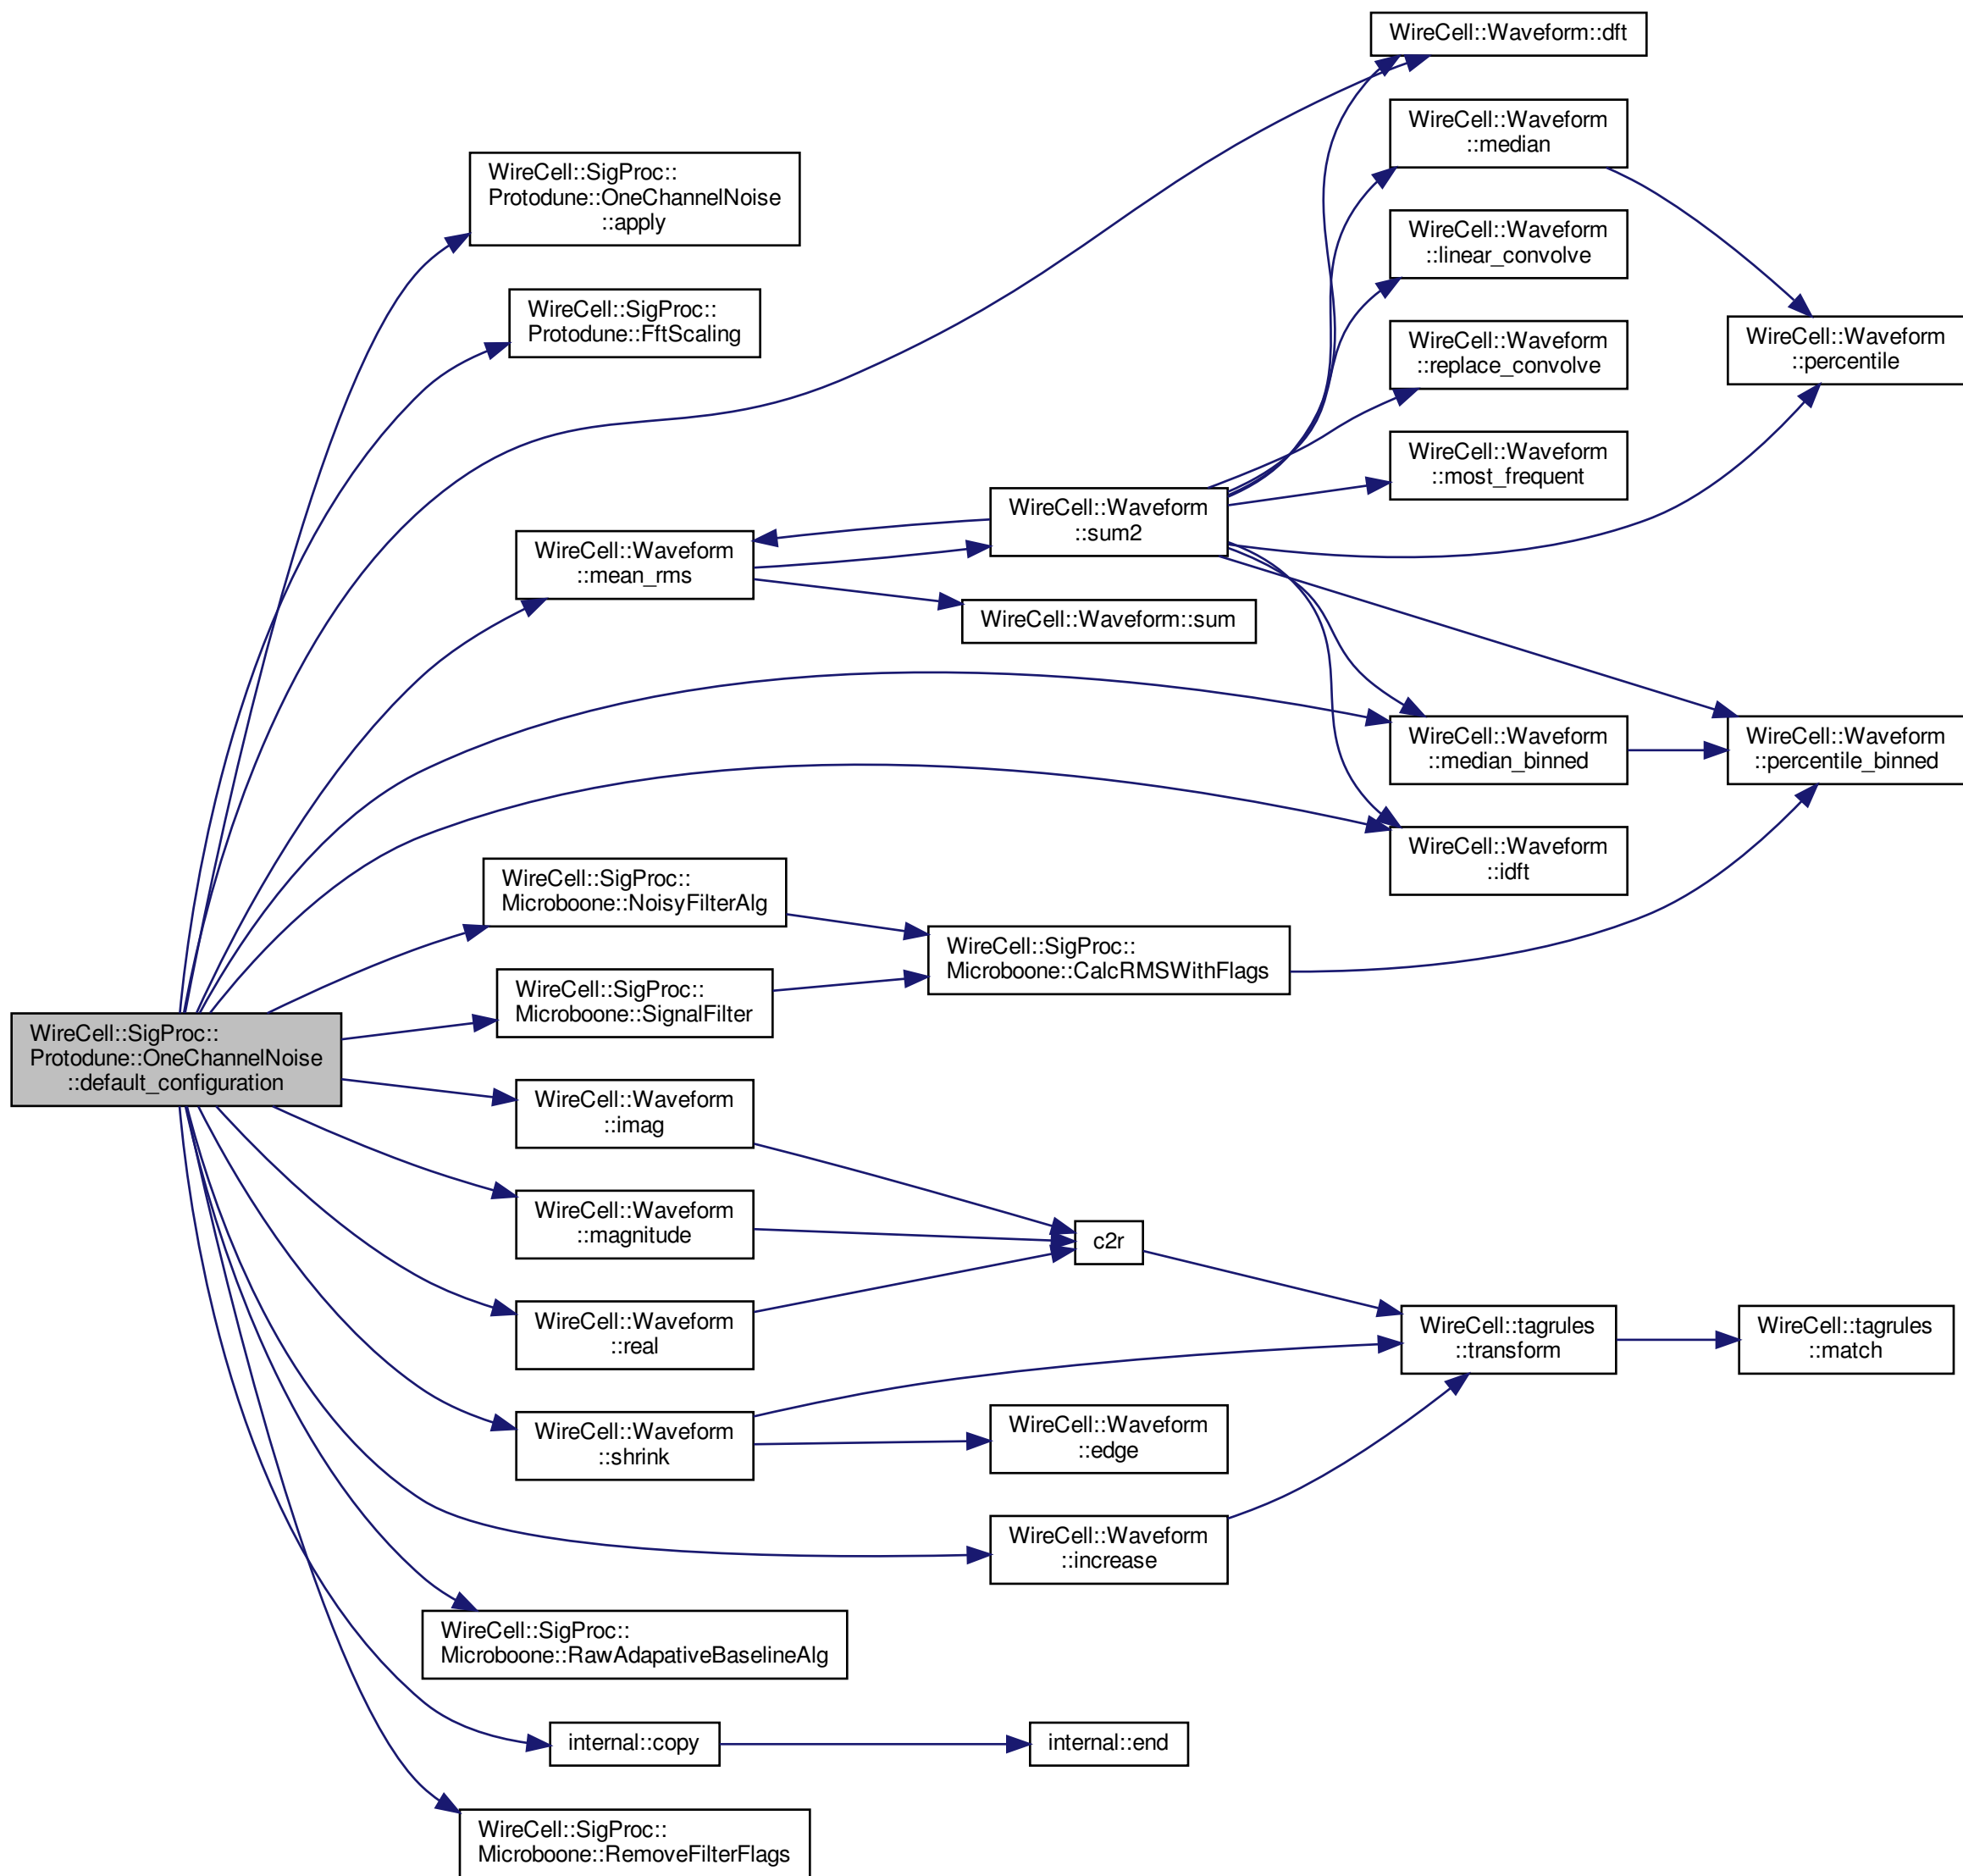 WireCell::Waveform::dft
WireCell::Waveform
::median
WireCell::SigProc::
Protodune::OneChannelNoise
::apply
WireCell::Waveform
::linear_convolve
WireCell::SigProc::
Protodune::FftScaling
WireCell::Waveform
::replace_convolve
WireCell::Waveform
::percentile
WireCell::Waveform
::most_frequent
WireCell::Waveform
::sum2
WireCell::Waveform
::mean_rms
WireCell::Waveform::sum
WireCell::Waveform
::median_binned
WireCell::Waveform
::percentile_binned
WireCell::Waveform
::idft
WireCell::SigProc::
Microboone::NoisyFilterAlg
WireCell::SigProc::
Microboone::CalcRMSWithFlags
WireCell::SigProc::
Microboone::SignalFilter
WireCell::SigProc::
Protodune::OneChannelNoise
::default_configuration
WireCell::Waveform
::imag
WireCell::Waveform
::magnitude
c2r
WireCell::Waveform
::real
WireCell::tagrules
::transform
WireCell::tagrules
::match
WireCell::Waveform
::shrink
WireCell::Waveform
::edge
WireCell::Waveform
::increase
WireCell::SigProc::
Microboone::RawAdapativeBaselineAlg
internal::copy
internal::end
WireCell::SigProc::
Microboone::RemoveFilterFlags